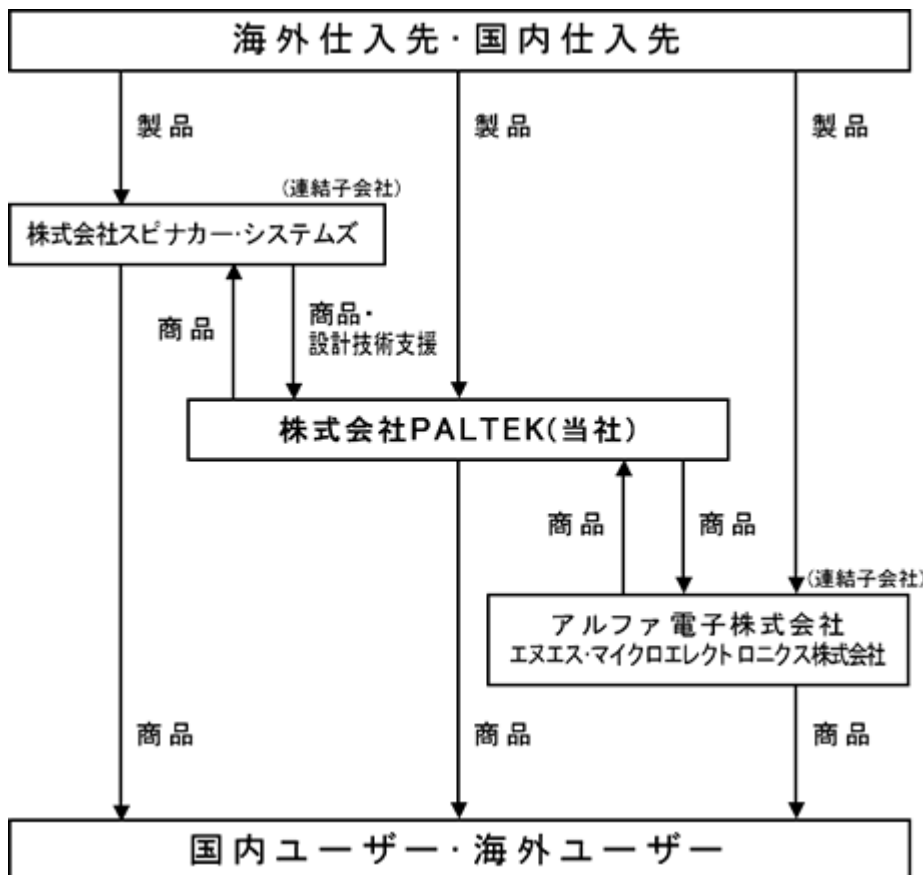 海外仕入先・国内仕入先
製品
製品
製品
(連結子会社)
株式会社スピナカー・システムズ
商品
商品・
設計技術支援
株式会社PALTEK(当社)
商品
商品
(連結子会社)
アルファ電子株式会社
エヌエス・マイクロエレクトロニクス株式会社
商品
商品
商品
国内ユーザー・海外ユーザー